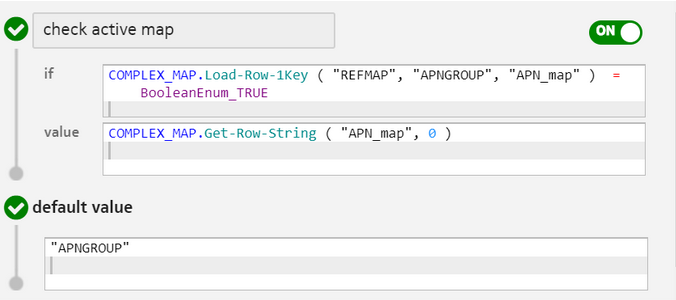 check active map
ON
if
COMPLEX_MAP.Load-Row-1Key ( "REFMAP", "APNGROUP", "APN_map" ) =
BooleanEnum_TRUE
value
COMPLEX_MAP.Get-Row-String ( "APN_map", 0 )
default value
"APNGROUP"